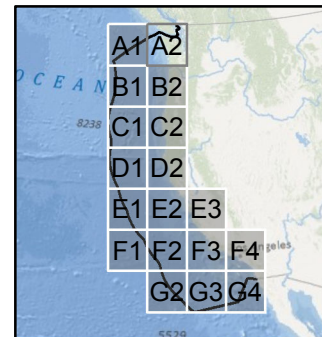 A1 A2
OCEAN
B1 B2
8238
C1 C2
D1 D2
E1 E2 E3
F1 F2 F3 F4
geles
G2 G3 G4
5529